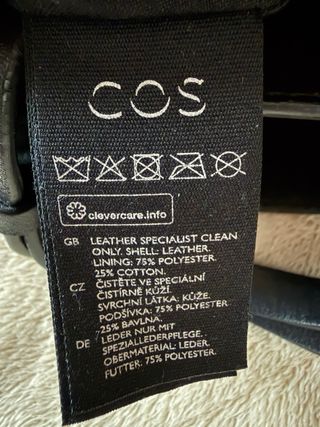 COS
clevercare.info
GB LEATHER SPECIALIST CLEAN
ONLY. SHELL: LEATHER.
LINING: 75% POLYESTER
25% COTTON.
CZ ČISTĚTE VE SPECIÁLNÍ
ČISTÍRNĚ KŮŽÍ
SVRCHNÍ LÁTKA: KŮŽE.
PODŠÍVKA: 75% POLYESTER
25% BAVLNA.
DE LEDER NUR MIT
SPEZIALLEDERPFLEGE.
OBERMATERIAL: LEDER
FUTTER: 75% POLYESTER.